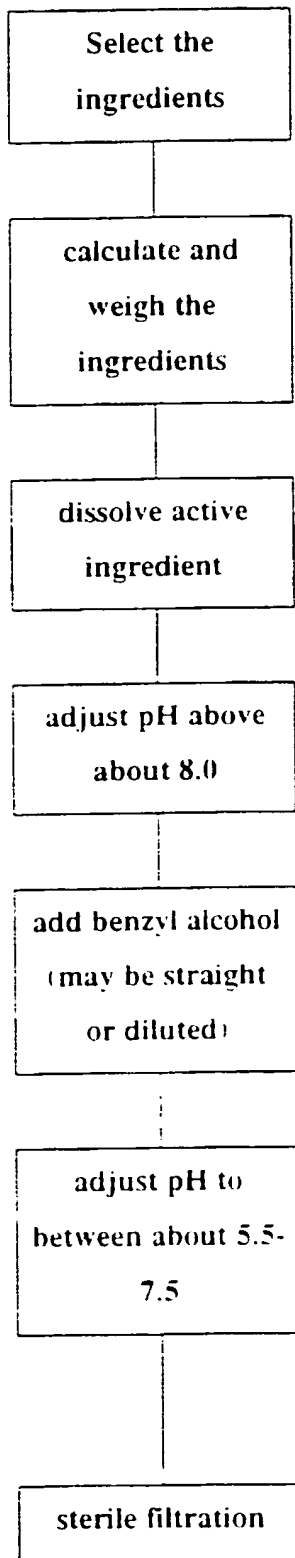 Select the
ingredients
calculate and
weigh the
ingredients
dissolve active
ingredient
adjust pH above
about 8.0
add benzyl alcohol
(may be straight
or diluted)
adjust pH to
between about 5.5-
7.5
sterile filtration